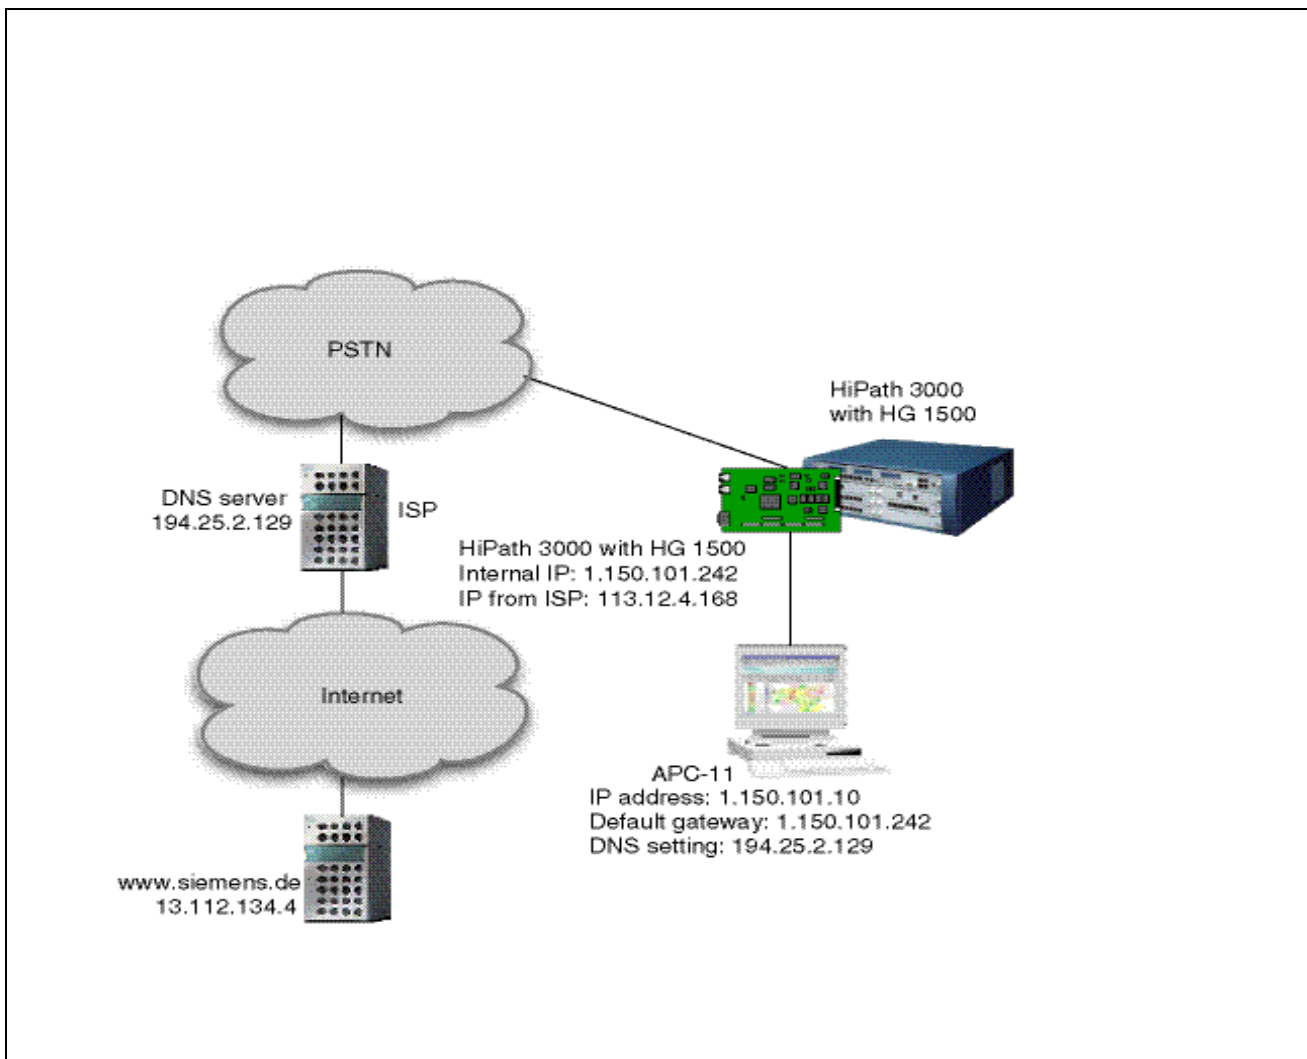 PSTN
HiPath 3000
with HG 1500
DNS server
194.25.2.129
ISP
HiPath 3000 with HG 1500
Internal IP: 1.150.101.242
IP from ISP: 113.12.4.168
Internet
APC-11
IP address: 1.150.101.10
Default gateway: 1.150.101.242
DNS setting: 194.25.2.129
www.siemens.de
13.112.134.4